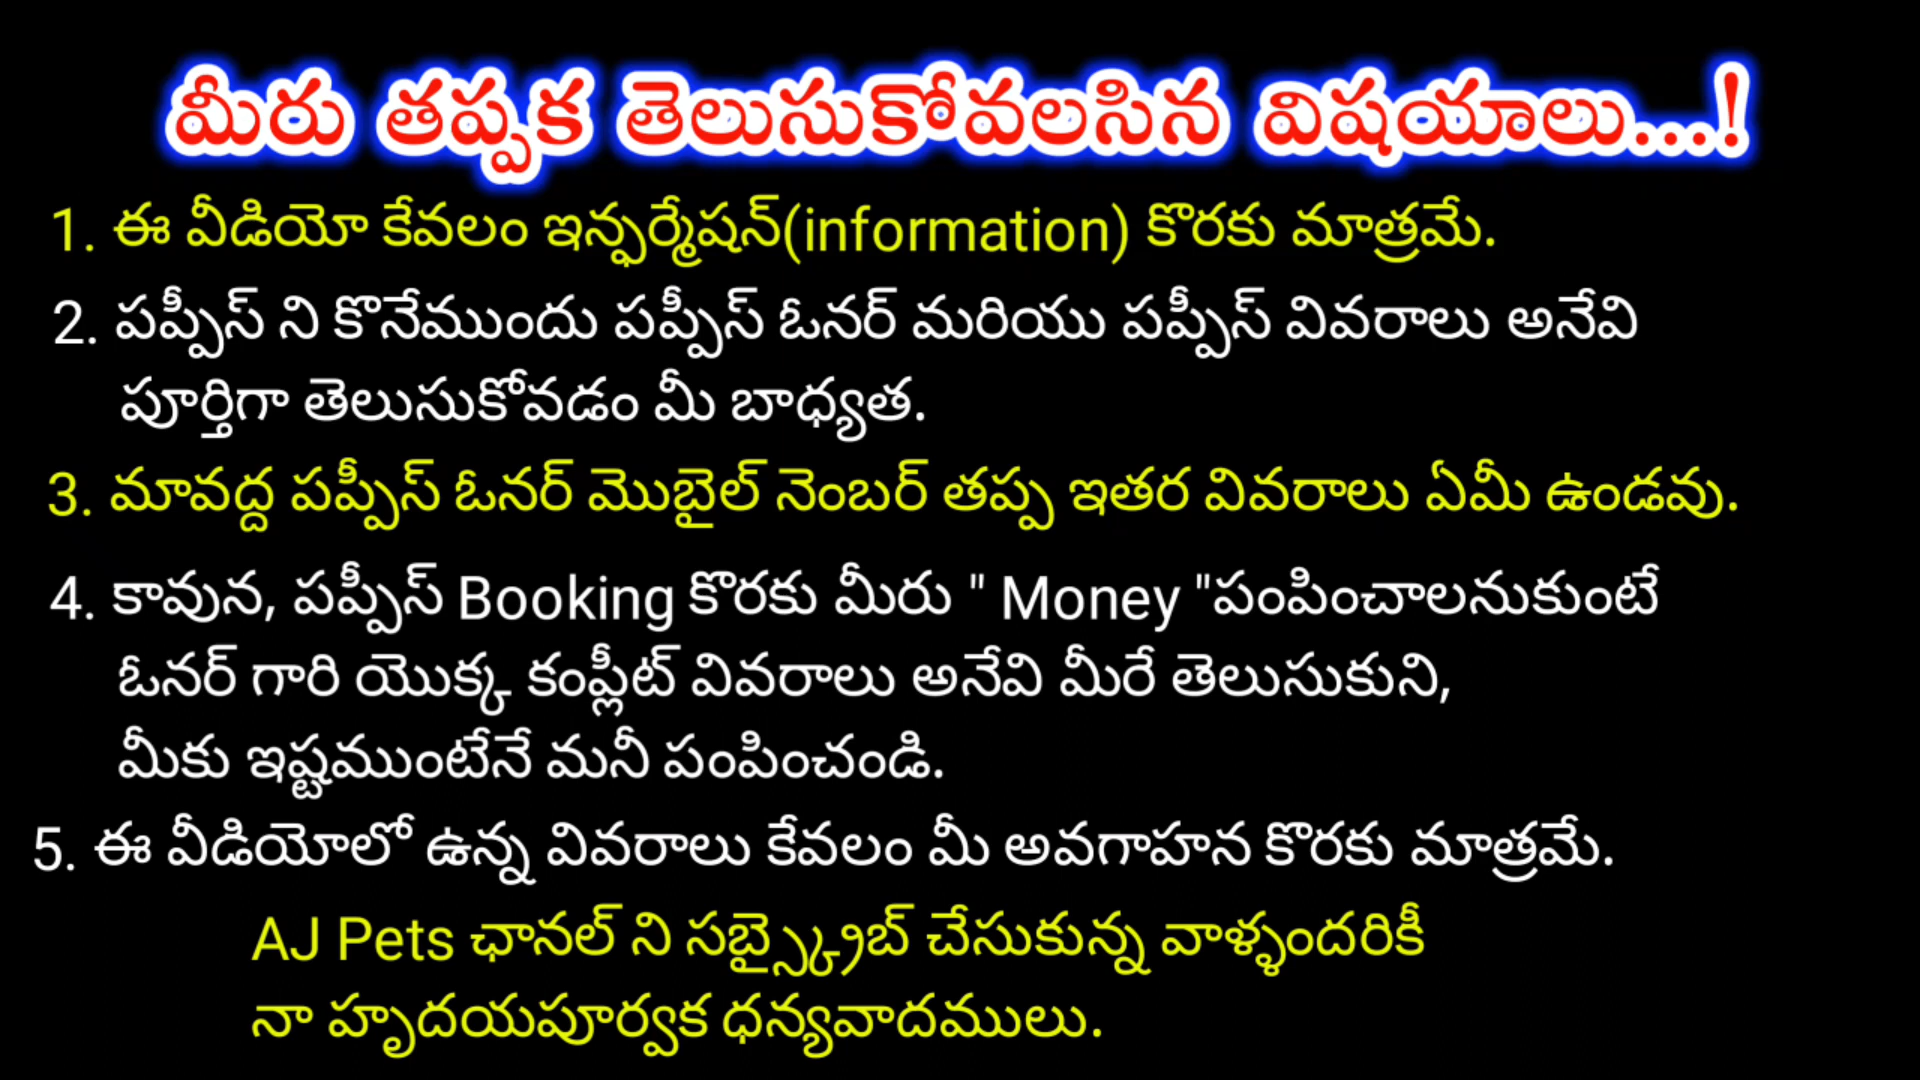 మీరు తప్పక తెలుసుకోవలసిన విషయాలు...!
1. ఈ వీడియో కేవలం ఇన్ఫర్మేషన్(information) కొరకు మాత్రమే.
2. పప్పీస్ ని కొనేముందు పప్పీస్ ఓనర్ మరియు పప్పీస్ వివరాలు అనేవి
పూర్తిగా తెలుసుకోవడం మీ బాధ్యత.
3. మావద్ద పప్పీస్ ఓనర్ మొబైల్ నెంబర్ తప్ప ఇతర వివరాలు ఏమీ ఉండవు.
4. కావున, పప్పీస్ Booking కొరకు మీరు " Money "పంపించాలనుకుంటే
ఓనర్ గారి యొక్క కంప్లీట్ వివరాలు అనేవి మీరే తెలుసుకుని,
మీకు ఇష్టముంటేనే మనీ పంపించండి.
5. ఈ వీడియోలో ఉన్న వివరాలు కేవలం మీ అవగాహన కొరకు మాత్రమే.
AJ Pets ఛానల్ ని సబ్స్క్రైబ్ చేసుకున్న వాళ్ళందరికీ
నా హృదయపూర్వక ధన్యవాదములు.